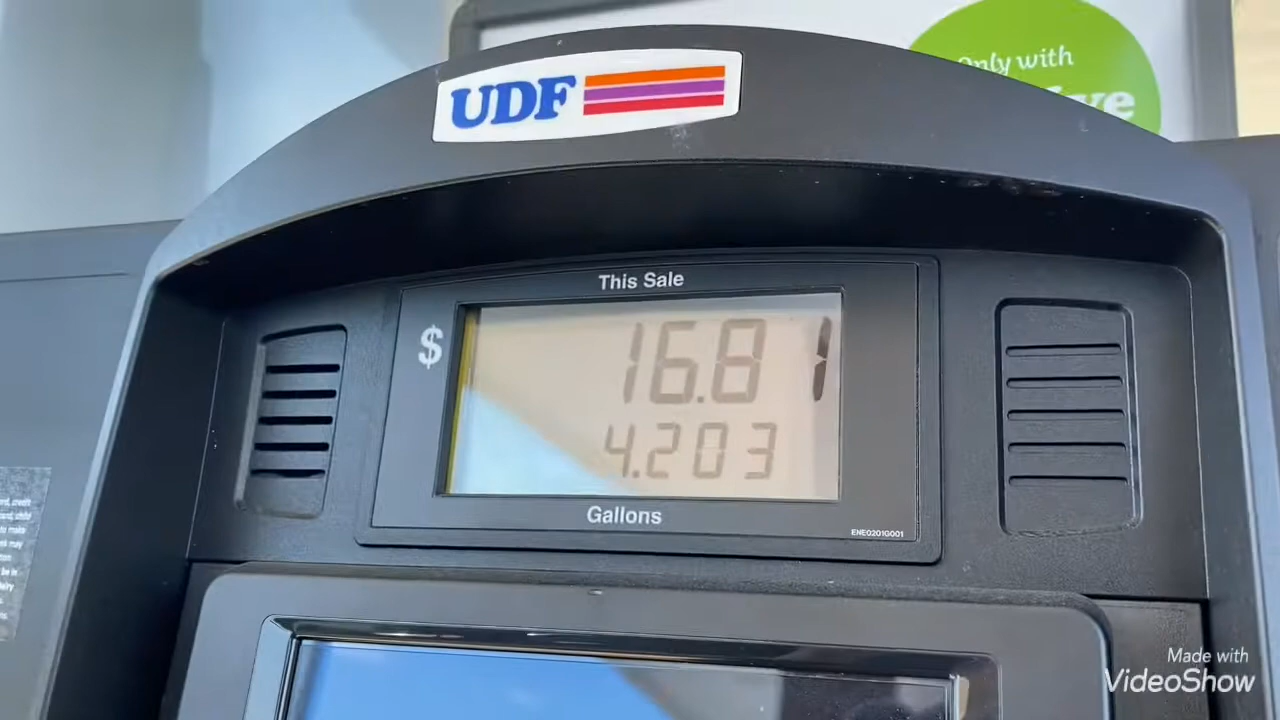 Only with
UDF
This Sale
$ 16.81
4.203
Gallons
ENE0201G001
Made with
VideoShow